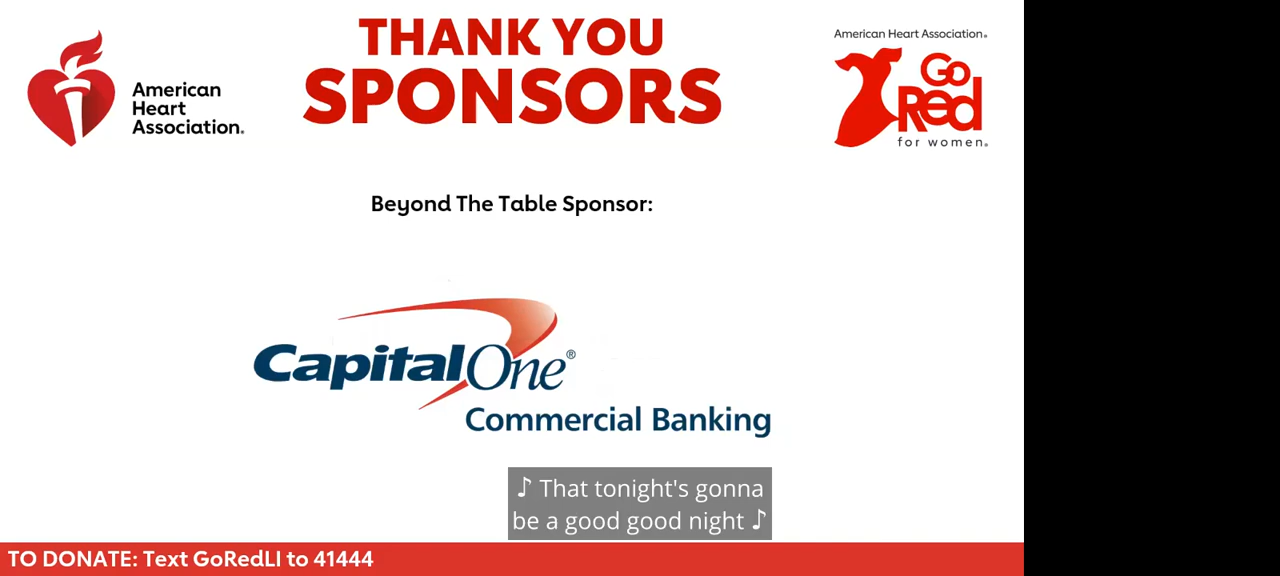 American
Heart
Association®
THANK YOU
SPONSORS
American Heart Association®
Go
Red
for women®
Beyond The Table Sponsor:
CapitalOne®
Commercial Banking
♪ That tonight's gonna
be a good good night ♪
TO DONATE: Text GoRedLI to 41444